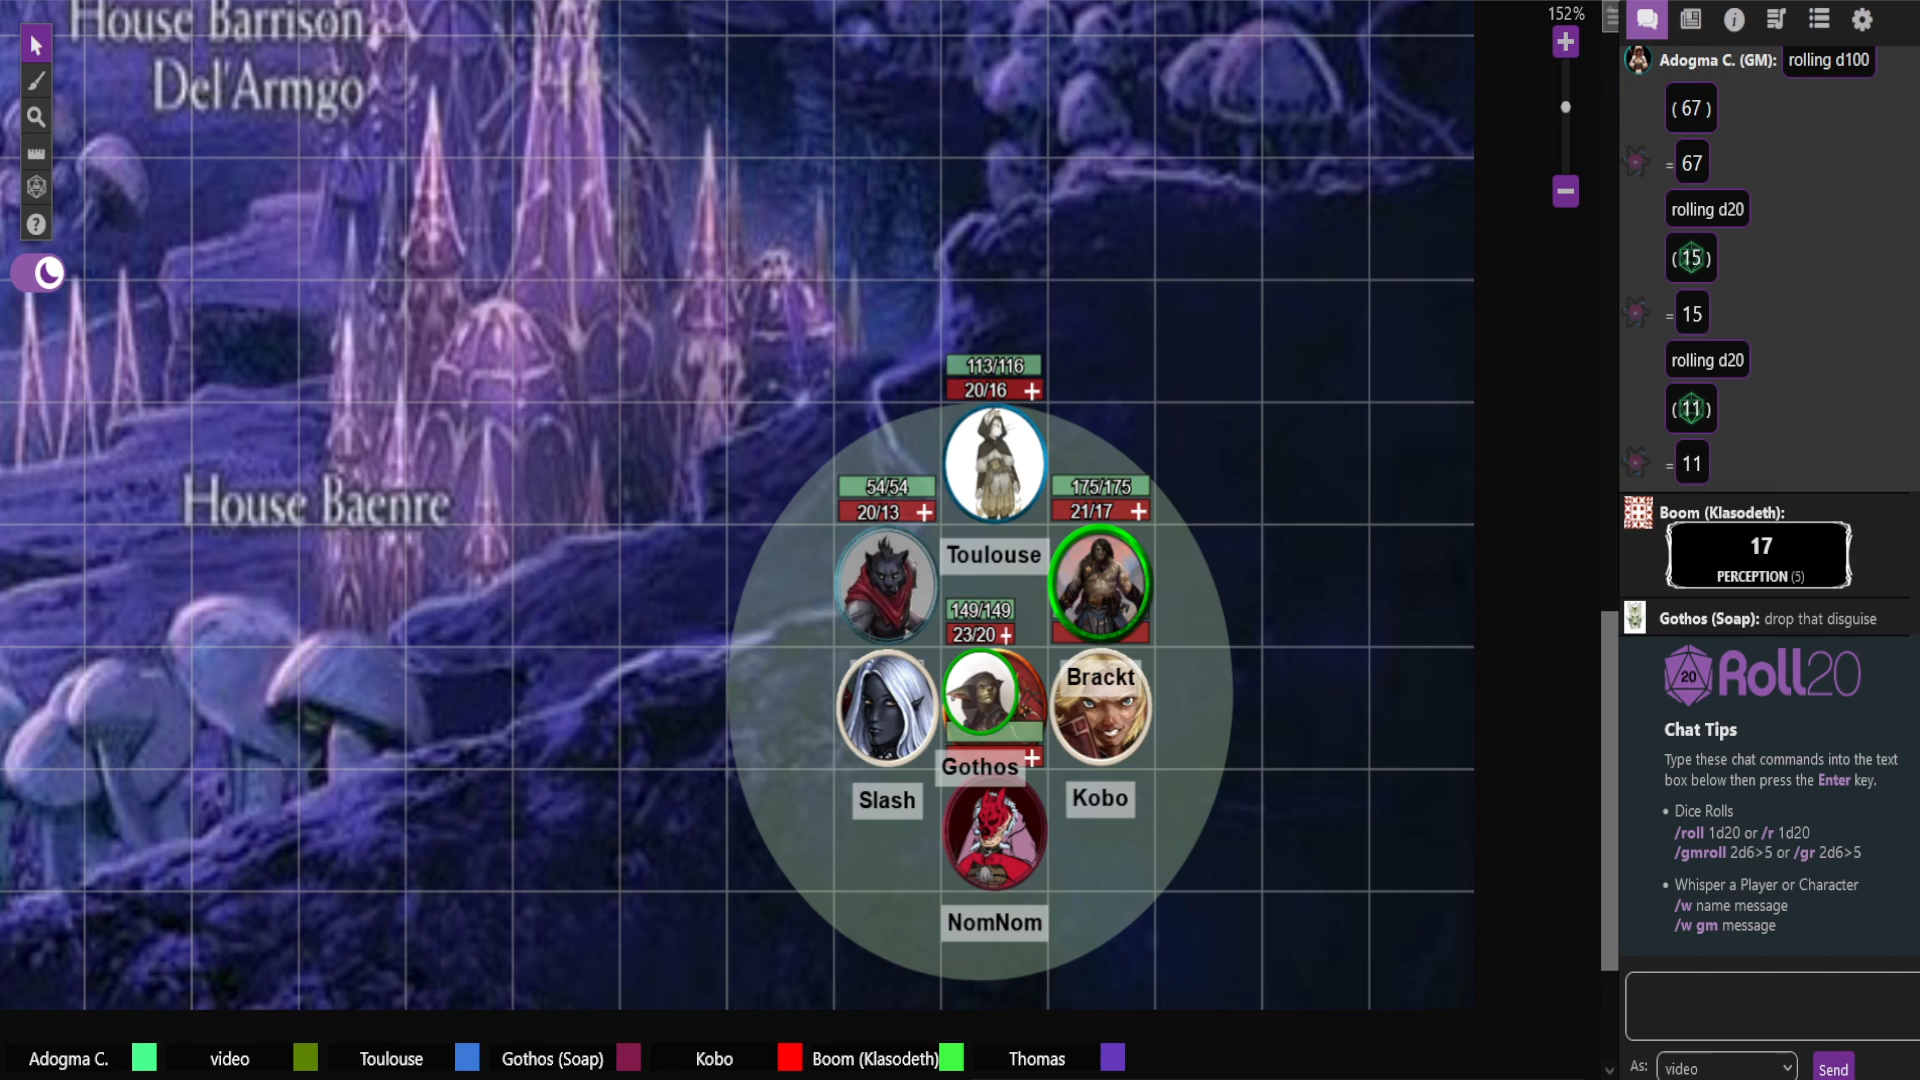 House Barrison
Del'Armgo
House Baenre
113/116
20/16
54/54
20/13
175/175
21/17
Toulouse
149/149
23/20
Brackt
Gothos
Slash
Kobo
NomNom
152%
Adogma C. (GM): rolling d100
( 67 )
= 67
rolling d20
( 15 )
= 15
rolling d20
( 11 )
= 11
Boom (Klasodeth):
17
PERCEPTION (5)
Gothos (Soap): drop that disguise
20 Roll20
Chat Tips
Type these chat commands into the text
box below then press the Enter key.
• Dice Rolls
/roll 1d20 or /r 1d20
/gmroll 2d6>5 or /gr 2d6>5
• Whisper a Player or Character
/w name message
/w gm message
As: video Send
Adogma C. video Toulouse Gothos (Soap) Kobo Boom (Klasodeth) Thomas